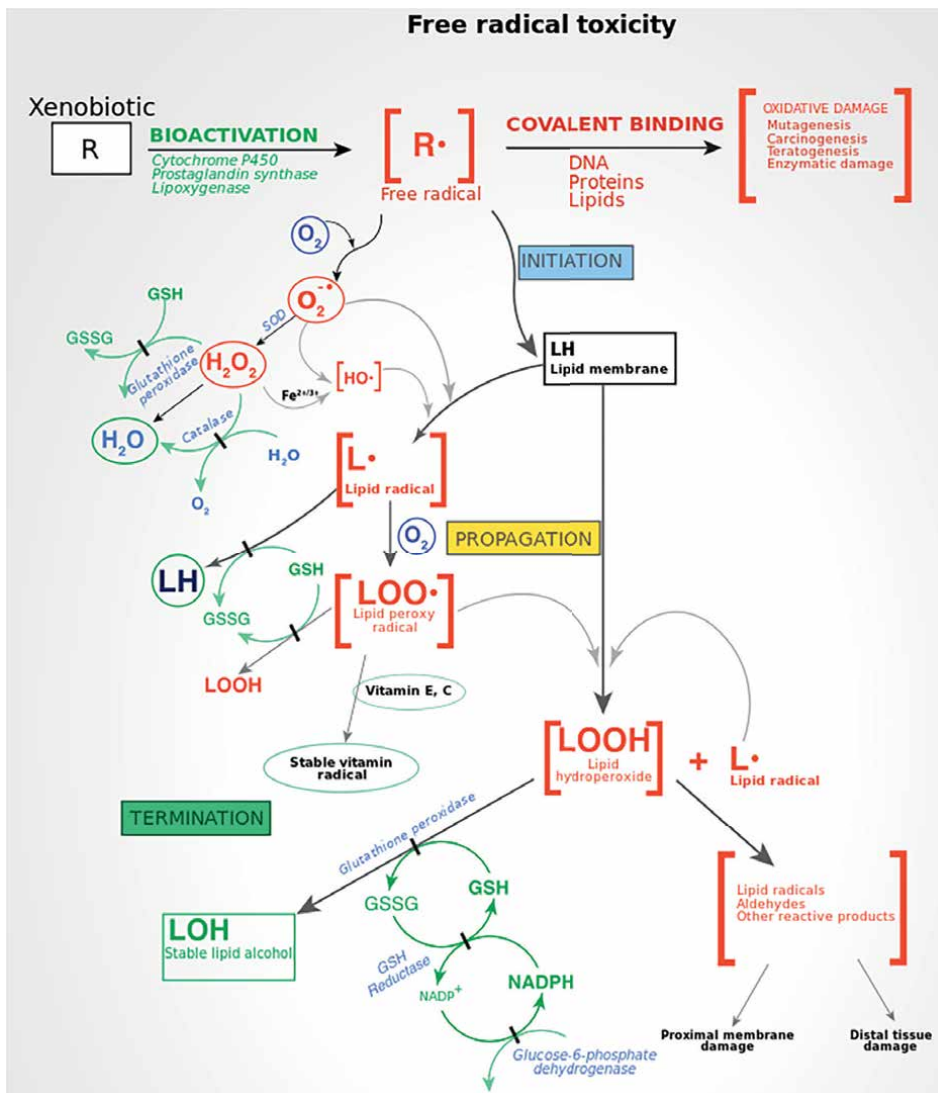 Free radical toxicity
Xenobiotic
R
BIOACTIVATION
Cytochrome P450
Prostaglandin synthase
Lipoxygenase
[R•]
Free radical
COVALENT BINDING
DNA
Proteins
Lipids
OXIDATIVE DAMAGE
Mutagenesis
Carcinogenesis
Teratogenesis
Enzymatic damage
O₂
INITIATION
O₂⁻•
SOD
GSH
GSSG
Glutathione
peroxidase
H₂O₂
Fe²⁺/³⁺
[HO•]
LH
Lipid membrane
H₂O
Catalase
H₂O
O₂
[L•]
Lipid radical
O₂
PROPAGATION
LH
GSH
GSSG
[LOO•]
Lipid peroxy
radical
LOOH
Vitamin E, C
Stable vitamin
radical
[LOOH]
Lipid
hydroperoxide
+ L•
Lipid radical
TERMINATION
Glutathione peroxidase
GSH
GSSG
LOH
Stable lipid alcohol
GSH
Reductase
NADP⁺
NADPH
Glucose-6-phosphate
dehydrogenase
Lipid radicals
Aldehydes
Other reactive products
Proximal membrane
damage
Distal tissue
damage